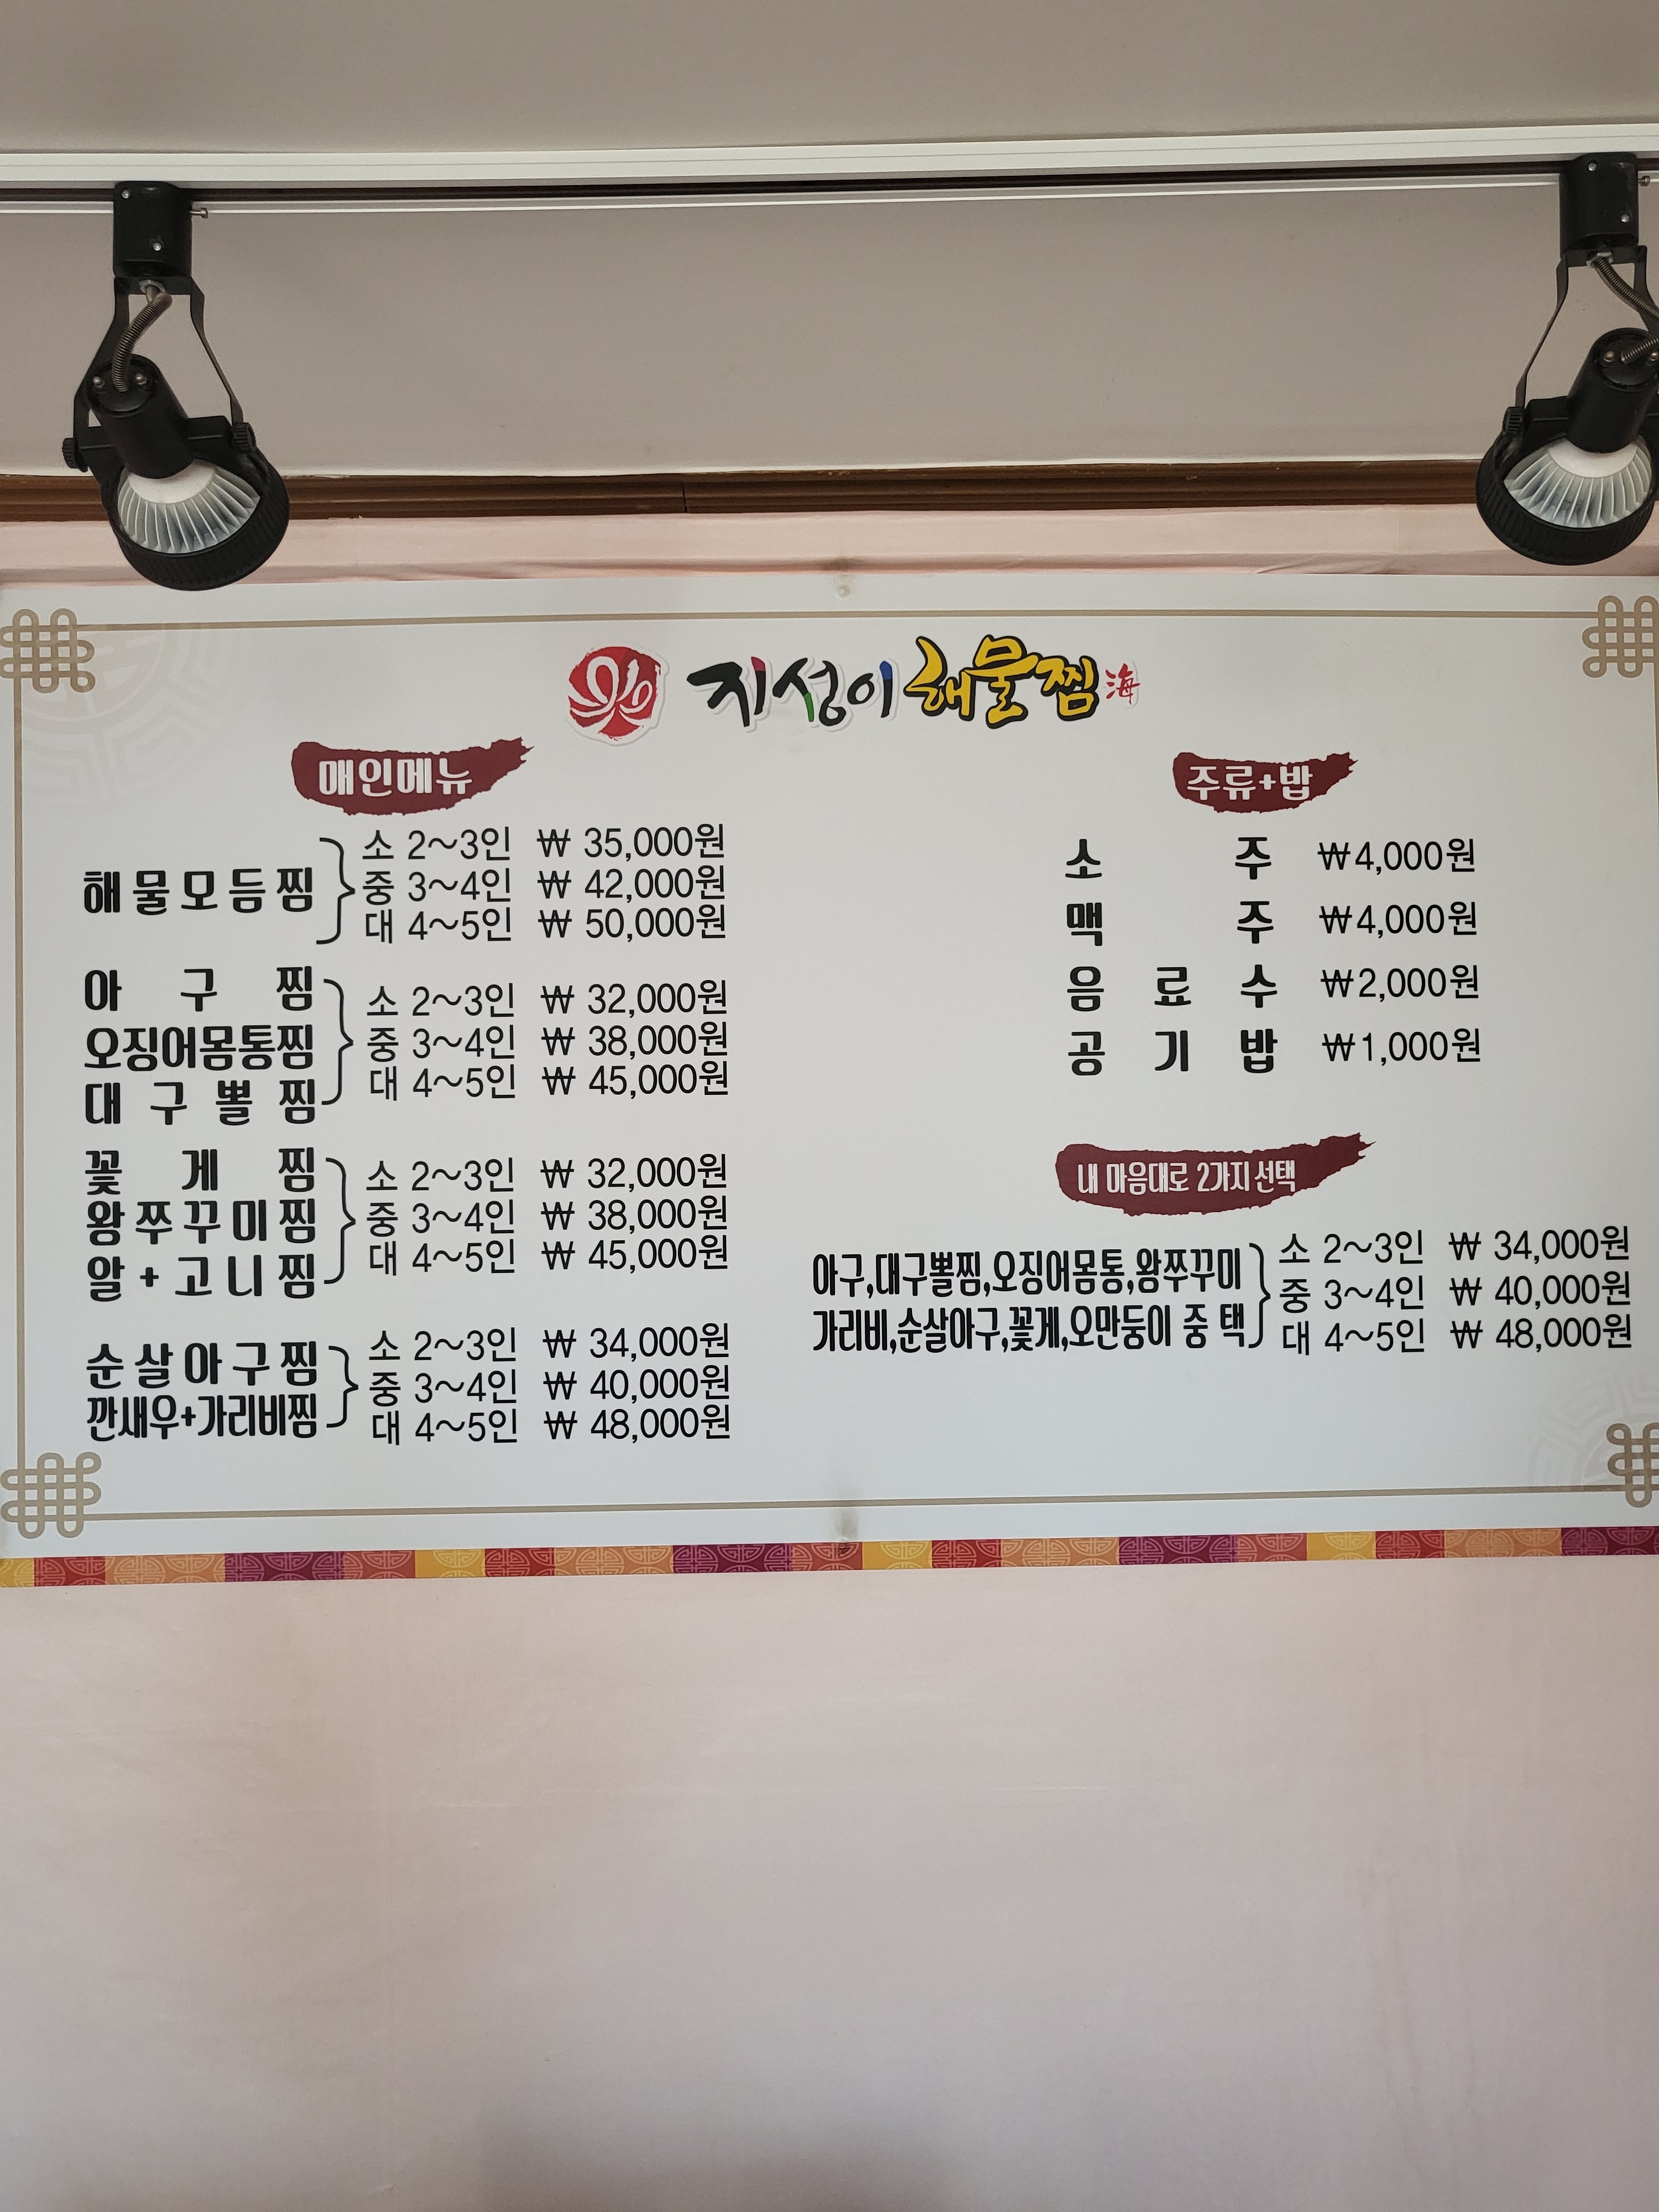 지성이 해물찜 海
매인메뉴
해물모듬찜
소 2~3인 ₩ 35,000원
중 3~4인 ₩ 42,000원
대 4~5인 ₩ 50,000원
아구찜
오징어몸통찜
대구뽈찜
소 2~3인 ₩ 32,000원
중 3~4인 ₩ 38,000원
대 4~5인 ₩ 45,000원
꽃게찜
왕쭈꾸미찜
알+고니찜
소 2~3인 ₩ 32,000원
중 3~4인 ₩ 38,000원
대 4~5인 ₩ 45,000원
순살아구찜
깐새우+가리비찜
소 2~3인 ₩ 34,000원
중 3~4인 ₩ 40,000원
대 4~5인 ₩ 48,000원
주류+밥
소주 ₩4,000원
맥주 ₩4,000원
음료수 ₩2,000원
공기밥 ₩1,000원
내 마음대로 2가지 선택
아구,대구뽈찜,오징어몸통,왕쭈꾸미
가리비,순살아구,꽃게,오만둥이 중 택
소 2~3인 ₩ 34,000원
중 3~4인 ₩ 40,000원
대 4~5인 ₩ 48,000원